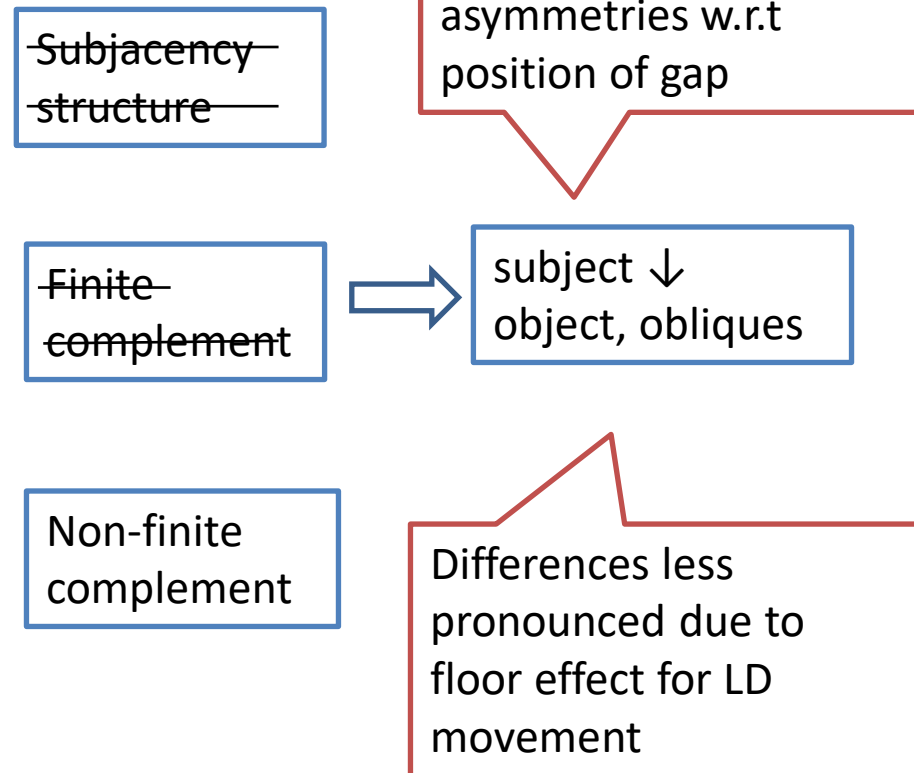 Subjacency
structure
asymmetries w.r.t
position of gap
Finite
complement
subject ↓
object, obliques
Non-finite
complement
Differences less
pronounced due to
floor effect for LD
movement